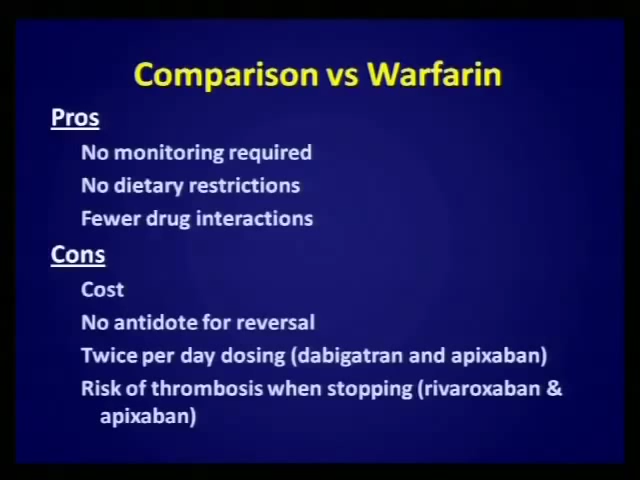 Comparison vs Warfarin
Pros
No monitoring required
No dietary restrictions
Fewer drug interactions
Cons
Cost
No antidote for reversal
Twice per day dosing (dabigatran and apixaban)
Risk of thrombosis when stopping (rivaroxaban &
apixaban)